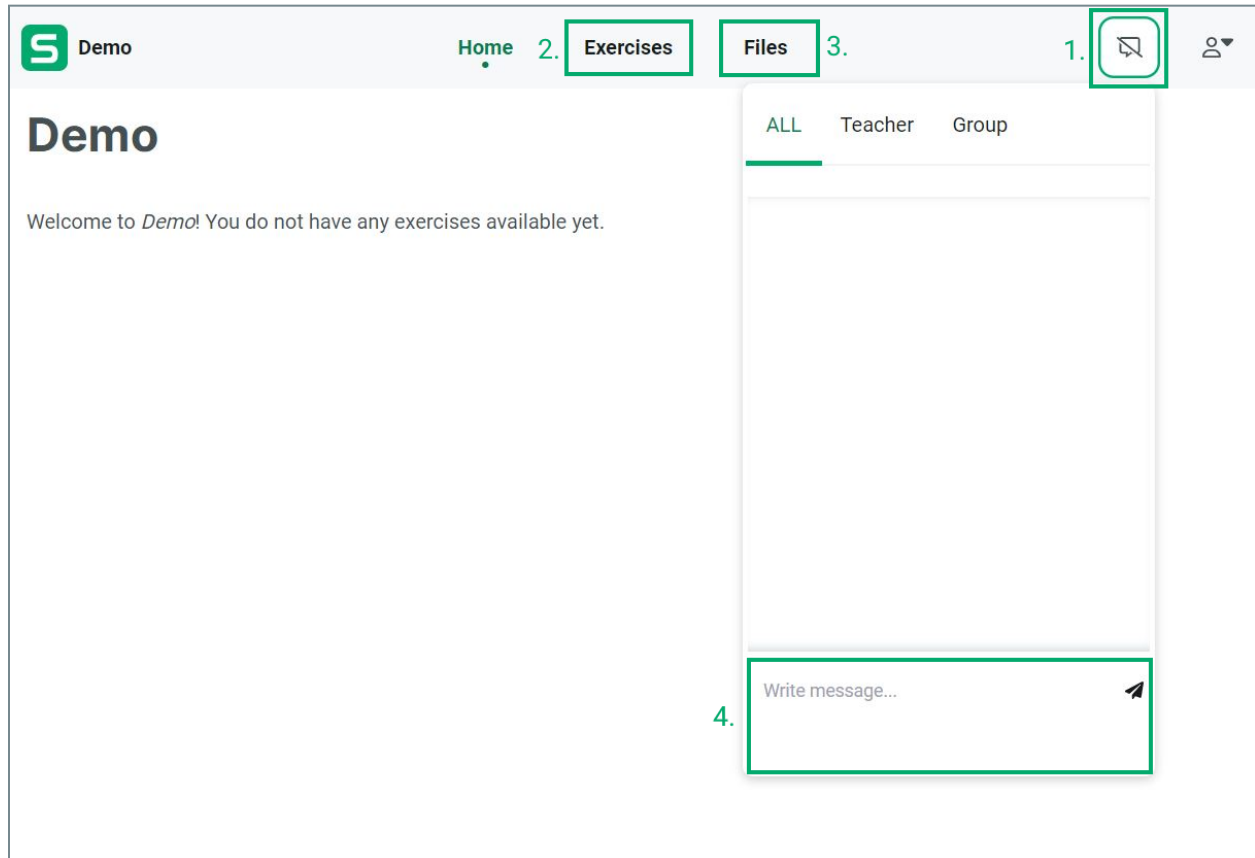 S Demo
Home 2. Exercises Files 3. 1.
Demo
ALL Teacher Group
Welcome to Demo! You do not have any exercises available yet.
Write message...
4.